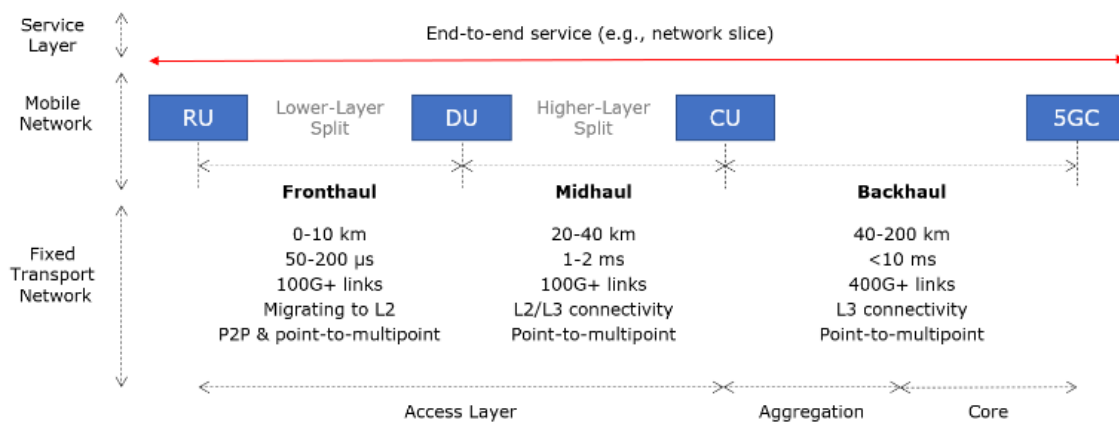 Service
Layer
End-to-end service (e.g., network slice)
Mobile
Network
RU
Lower-Layer
Split
DU
Higher-Layer
Split
CU
5GC
Fronthaul
Midhaul
Backhaul
Fixed
Transport
Network
0-10 km
50-200 µs
100G+ links
Migrating to L2
P2P & point-to-multipoint
20-40 km
1-2 ms
100G+ links
L2/L3 connectivity
Point-to-multipoint
40-200 km
<10 ms
400G+ links
L3 connectivity
Point-to-multipoint
Access Layer
Aggregation
Core